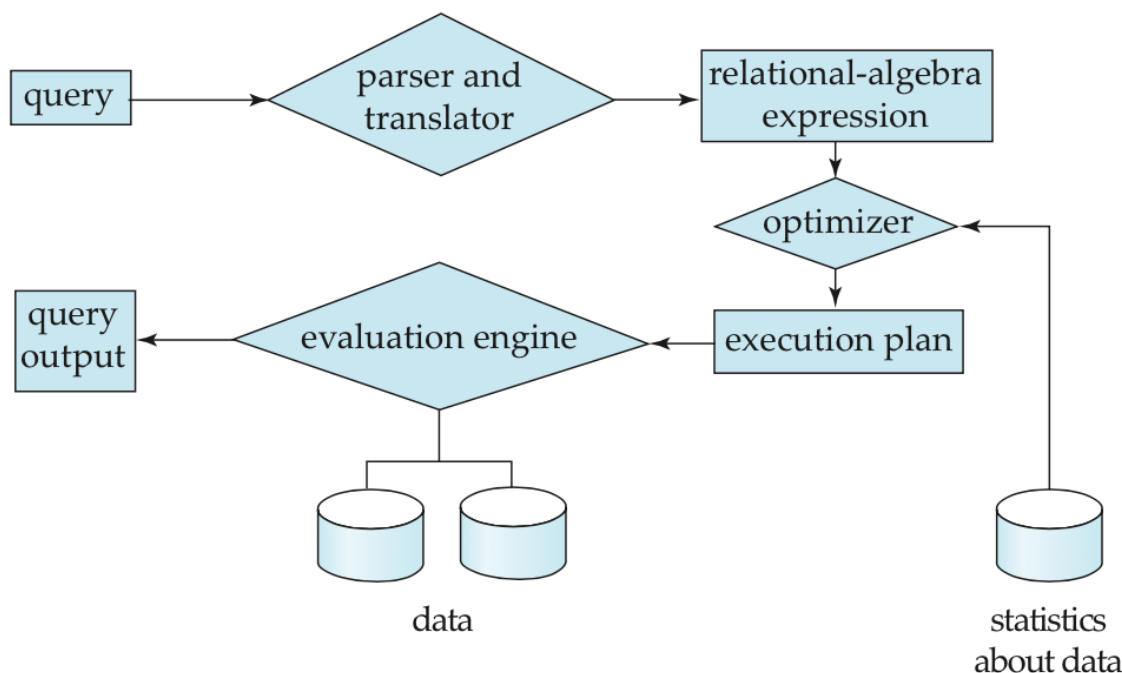 query
parser and
translator
relational-algebra
expression
optimizer
query
output
evaluation engine
execution plan
data
statistics
about data